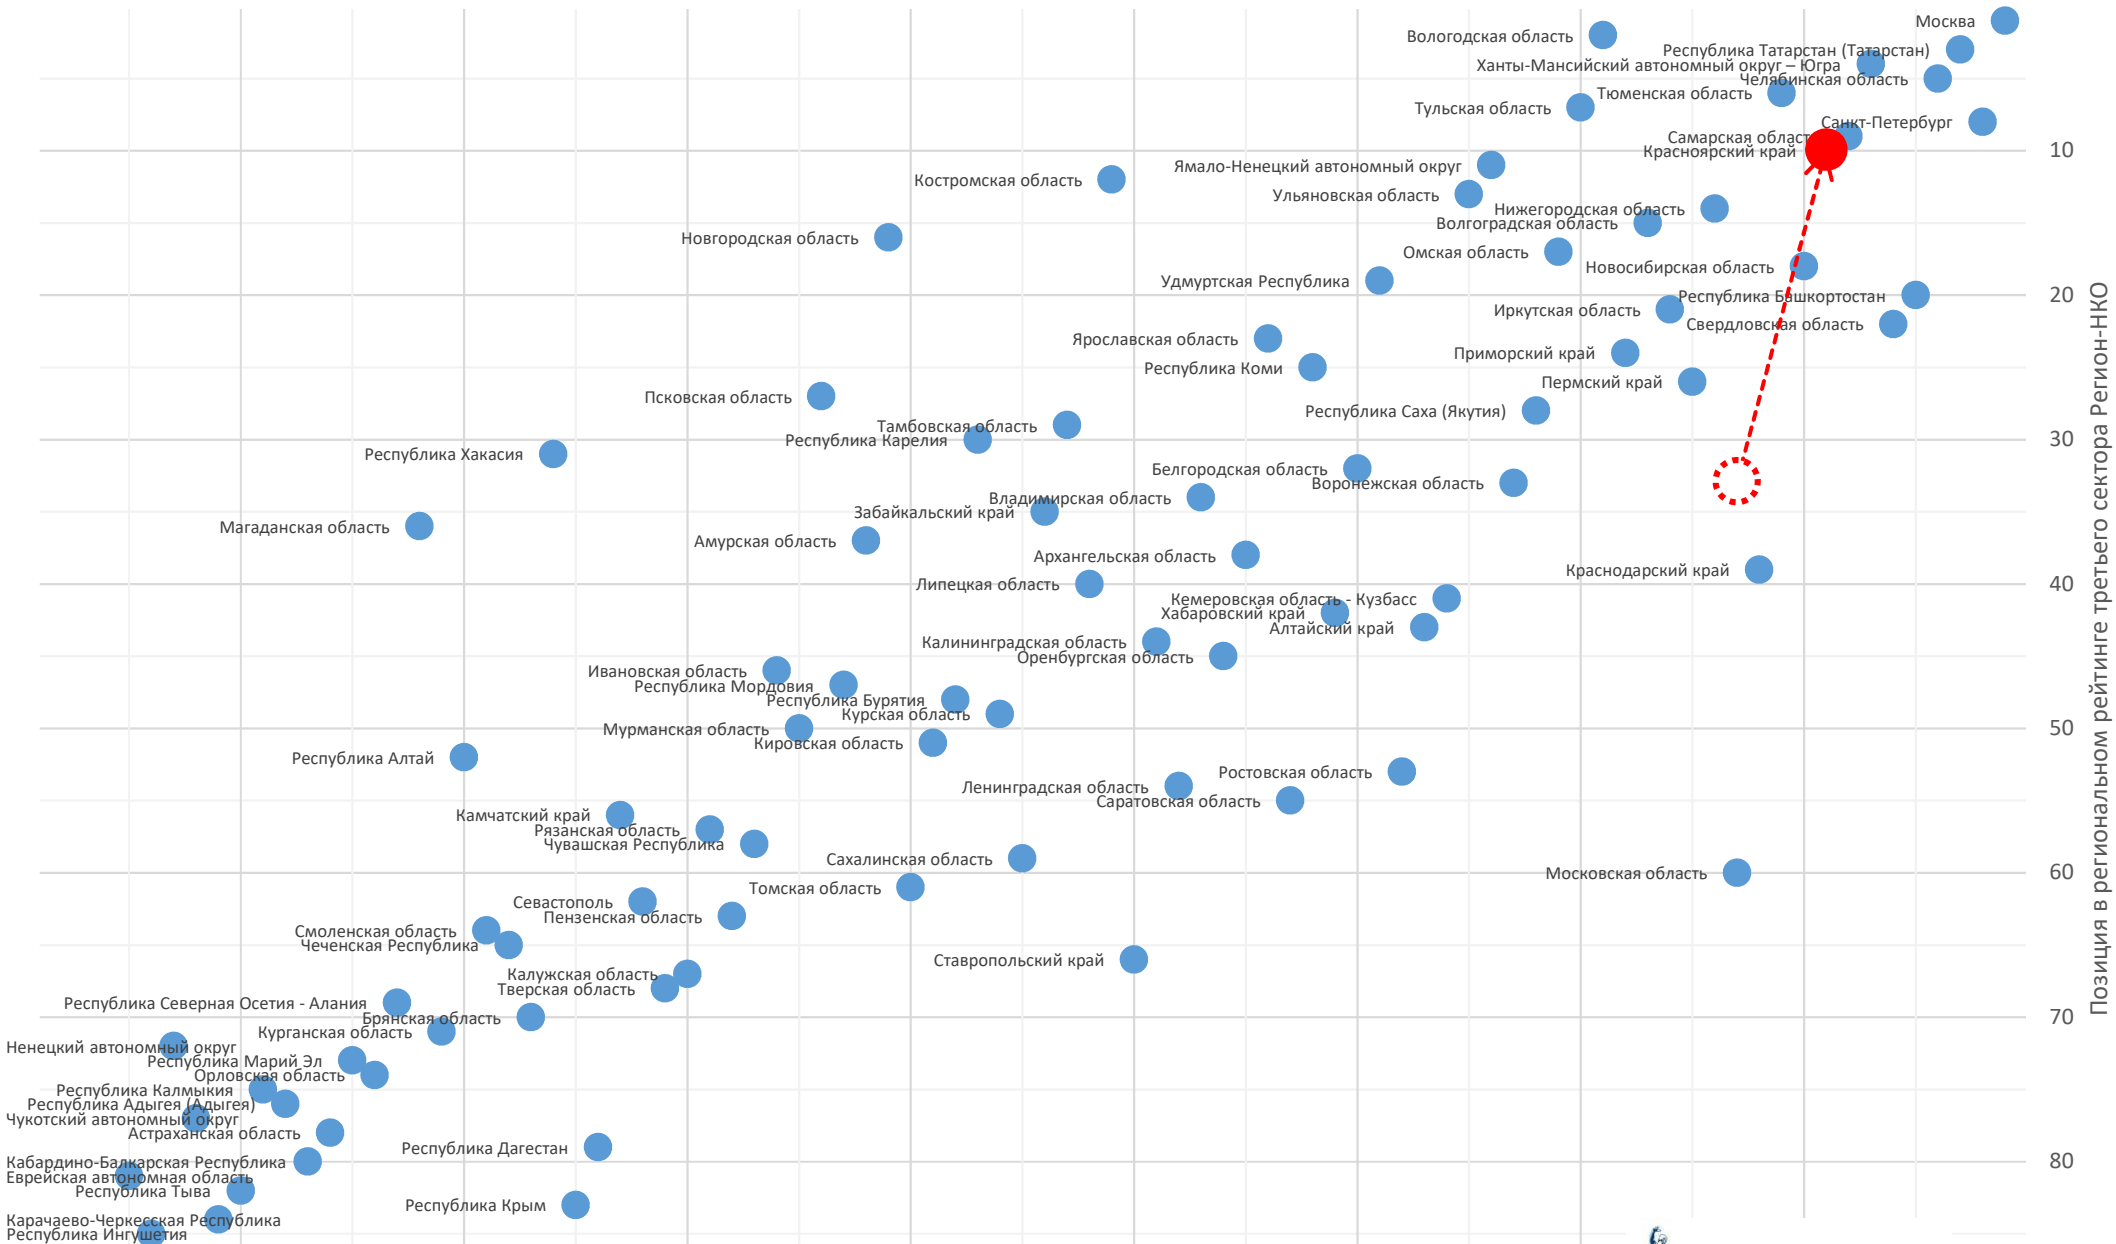 Москва
Вологодская область
Республика Татарстан (Татарстан)
Ханты-Мансийский автономный округ – Югра
Челябинская область
Тюменская область
Тульская область
Санкт-Петербург
Самарская область
Красноярский край
10
Ямало-Ненецкий автономный округ
Костромская область
Ульяновская область
Нижегородская область
Волгоградская область
Новгородская область
Омская область
Новосибирская область
Удмуртская Республика
Республика Башкортостан
20
Иркутская область
Свердловская область
Ярославская область
Приморский край
Республика Коми
Пермский край
Псковская область
Республика Саха (Якутия)
Тамбовская область
Республика Карелия
30
Республика Хакасия
Белгородская область
Воронежская область
Владимирская область
Забайкальский край
Магаданская область
Амурская область
Архангельская область
Краснодарский край
Липецкая область
40
Кемеровская область - Кузбасс
Хабаровский край
Алтайский край
Калининградская область
Оренбургская область
Ивановская область
Республика Мордовия
Республика Бурятия
Курская область
Мурманская область
50
Кировская область
Республика Алтай
Ростовская область
Ленинградская область
Саратовская область
Камчатский край
Рязанская область
Чувашская Республика
Сахалинская область
Московская область
60
Томская область
Севастополь
Пензенская область
Смоленская область
Чеченская Республика
Ставропольский край
Калужская область
Тверская область
Республика Северная Осетия - Алания
Брянская область
70
Курганская область
Ненецкий автономный округ
Республика Марий Эл
Орловская область
Республика Калмыкия
Республика Адыгея (Адыгея)
Чукотский автономный округ
Астраханская область
Республика Дагестан
Кабардино-Балкарская Республика
80
Еврейская автономная область
Республика Тыва
Республика Крым
Карачаево-Черкесская Республика
Республика Ингушетия
Позиция в региональном рейтинге третьего сектора Регион-НКО